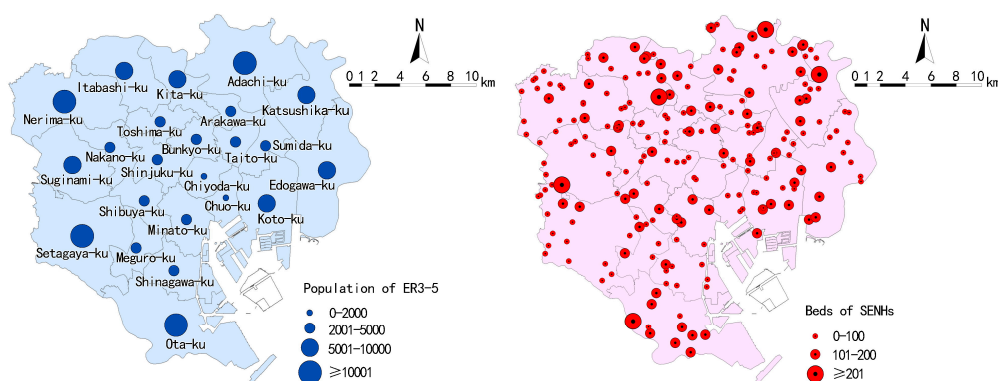 N
0 1 2 4 6 8 10 km
Adachi-ku
Itabashi-ku
Kita-ku
Katsushika-ku
Nerima-ku
Arakawa-ku
Toshima-ku
Bunkyo-ku
Sumida-ku
Nakano-ku
Taito-ku
Shinjuku-ku
Suginami-ku
Chiyoda-ku
Edogawa-ku
Chuo-ku
Shibuya-ku
Koto-ku
Minato-ku
Setagaya-ku
Meguro-ku
Shinagawa-ku
Ota-ku
Population of ER3-5
0-2000
2001-5000
5001-10000
≥10001
N
0 1 2 4 6 8 10 km
Beds of SENHs
0-100
101-200
≥201